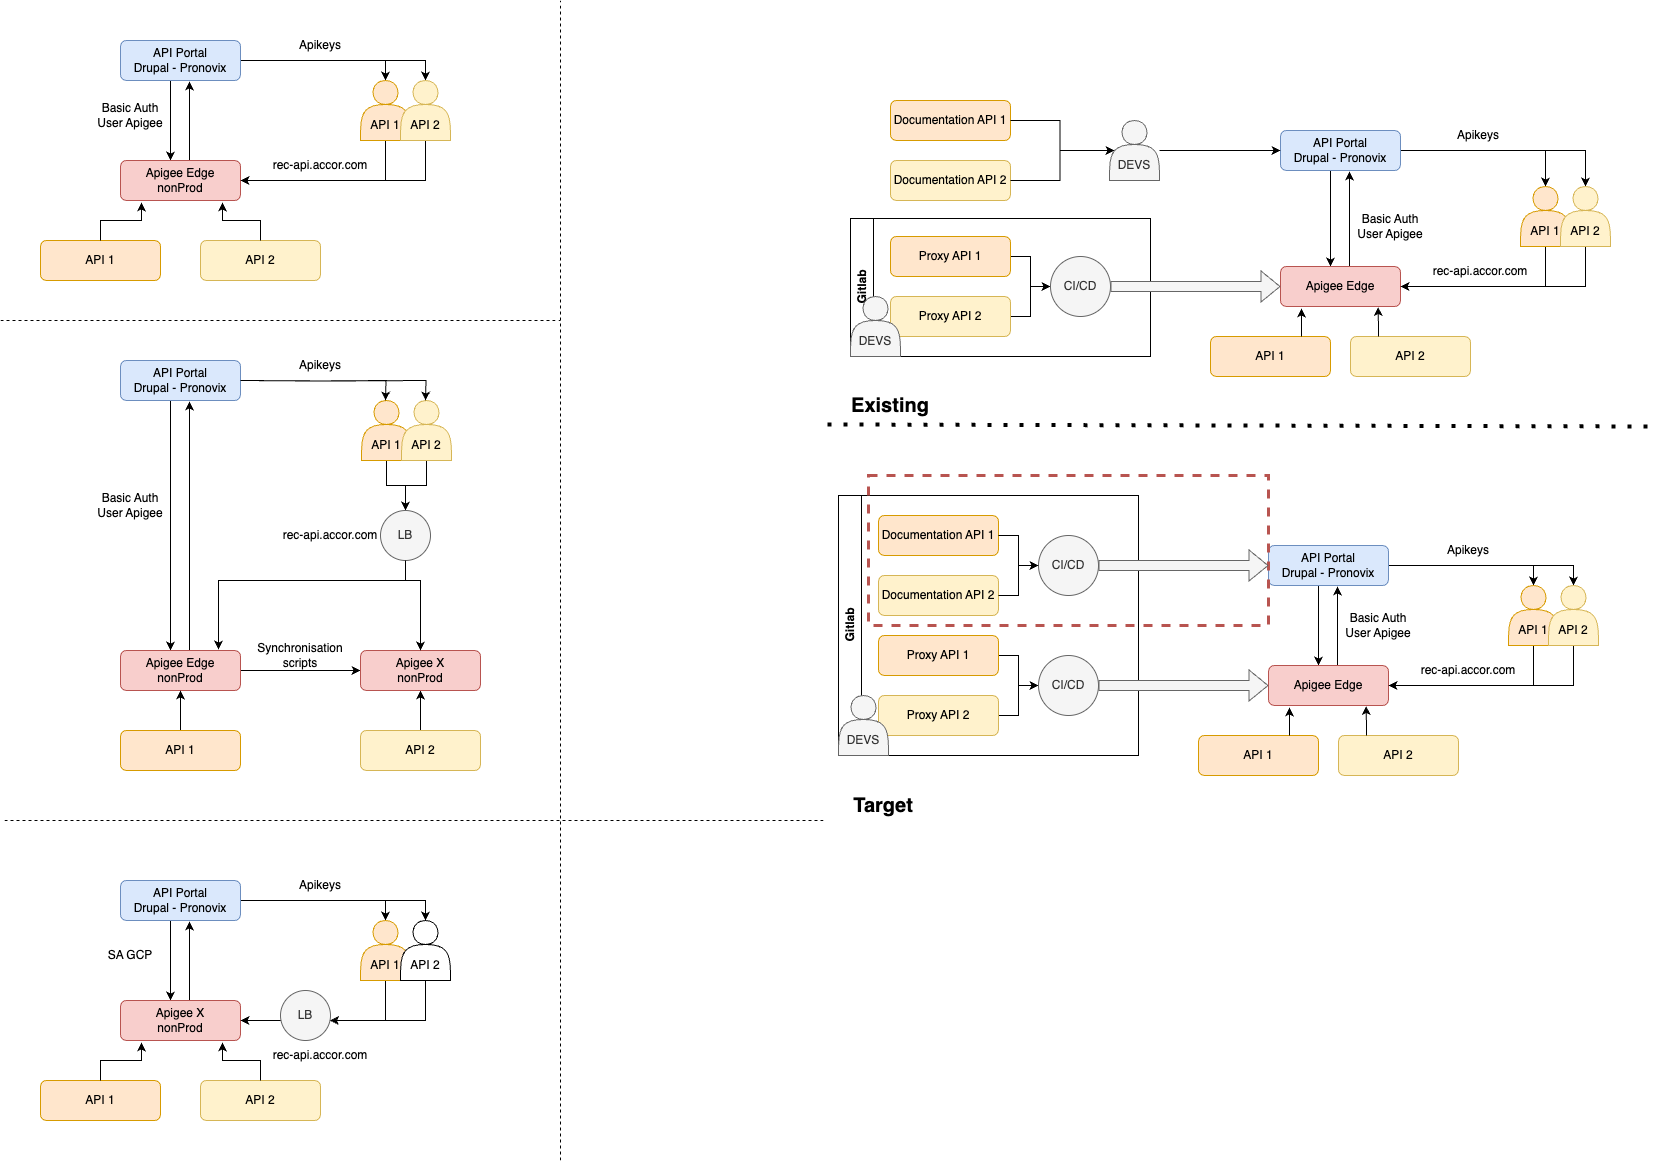 API Portal
Drupal - Pronovix
Apikeys
Basic Auth
User Apigee
API 1
API 2
rec-api.accor.com
Apigee Edge
nonProd
API 1
API 2
API Portal
Drupal - Pronovix
Apikeys
API 1
API 2
Basic Auth
User Apigee
rec-api.accor.com
LB
Synchronisation
scripts
Apigee Edge
nonProd
Apigee X
nonProd
API 1
API 2
API Portal
Drupal - Pronovix
Apikeys
SA GCP
API 1
API 2
Apigee X
nonProd
LB
rec-api.accor.com
API 1
API 2
Documentation API 1
Documentation API 2
DEVS
API Portal
Drupal - Pronovix
Apikeys
Basic Auth
User Apigee
API 1
API 2
rec-api.accor.com
Gitlab
Proxy API 1
Proxy API 2
DEVS
CI/CD
Apigee Edge
API 1
API 2
Existing
Gitlab
Documentation API 1
Documentation API 2
CI/CD
API Portal
Drupal - Pronovix
Apikeys
Basic Auth
User Apigee
API 1
API 2
rec-api.accor.com
Proxy API 1
Proxy API 2
DEVS
CI/CD
Apigee Edge
API 1
API 2
Target